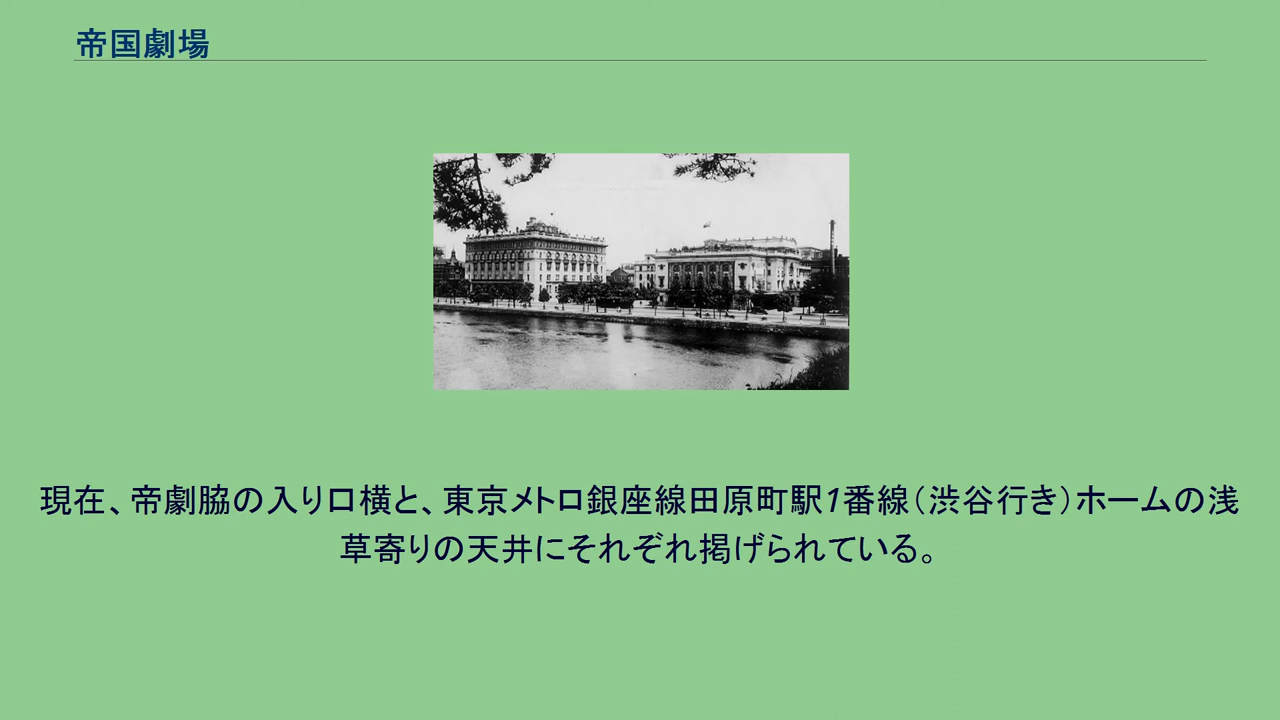 帝国劇場
現在、帝劇脇の入り口横と、東京メトロ銀座線田原町駅1番線（渋谷行き）ホームの浅
草寄りの天井にそれぞれ掲げられている。